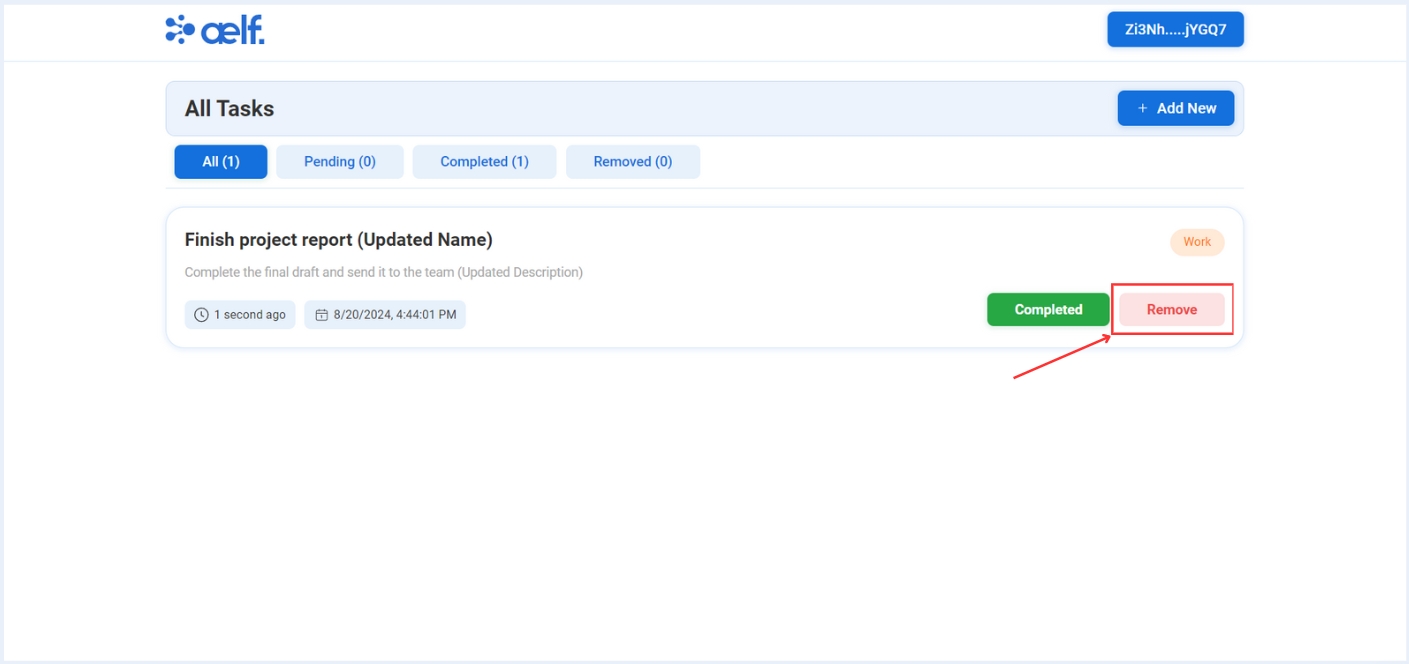 aelf.
Zi3Nh.....jYGQ7
All Tasks
+ Add New
All (1) Pending (0) Completed (1) Removed (0)
Finish project report (Updated Name)
Work
Complete the final draft and send it to the team (Updated Description)
1 second ago 8/20/2024, 4:44:01 PM
Completed Remove